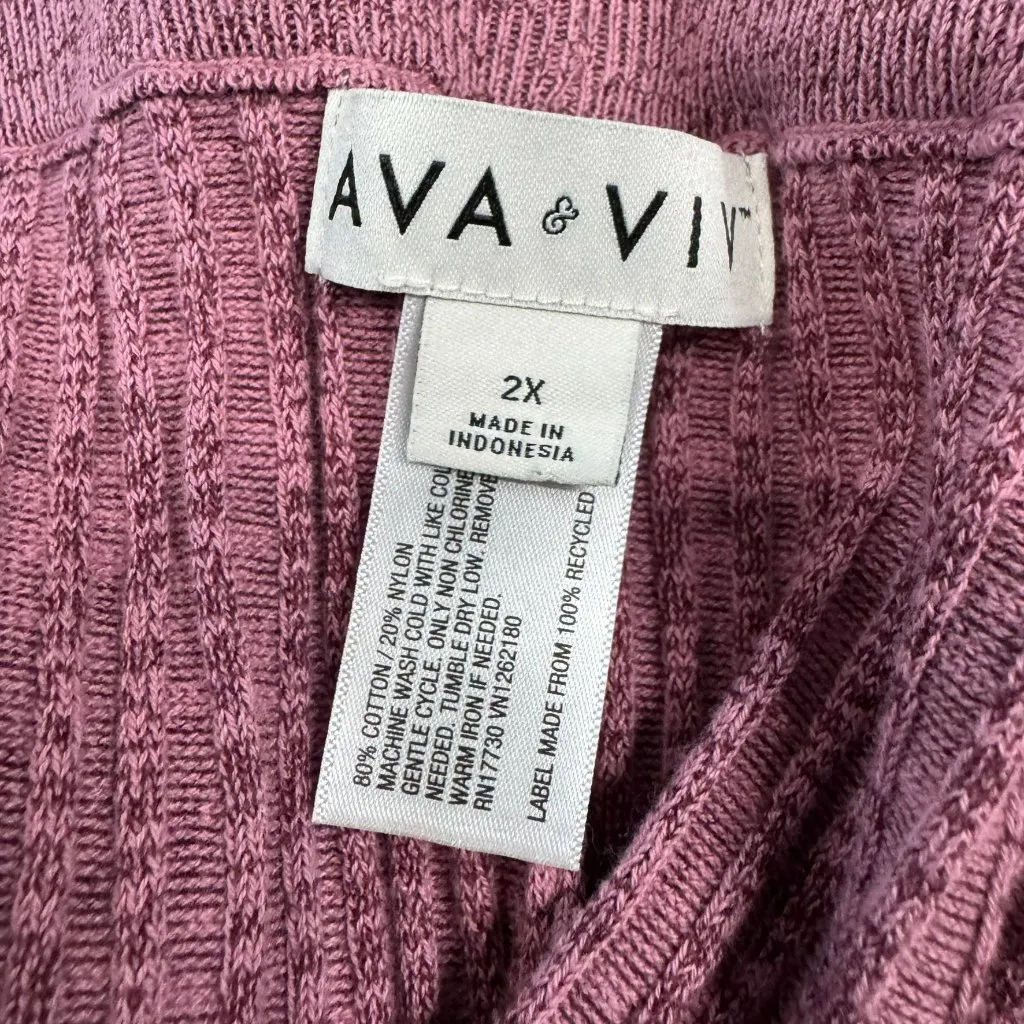 AVA & VIV™
2X
MADE IN
INDONESIA
80% COTTON / 20% NYLON
MACHINE WASH COLD WITH LIKE
GENTLE CYCLE. ONLY NON CHLORINE
NEEDED. TUMBLE DRY LOW. REMOVE
WARM IRON IF NEEDED.
RN17730 VN1262180
LABEL MADE FROM 100% RECYCLED